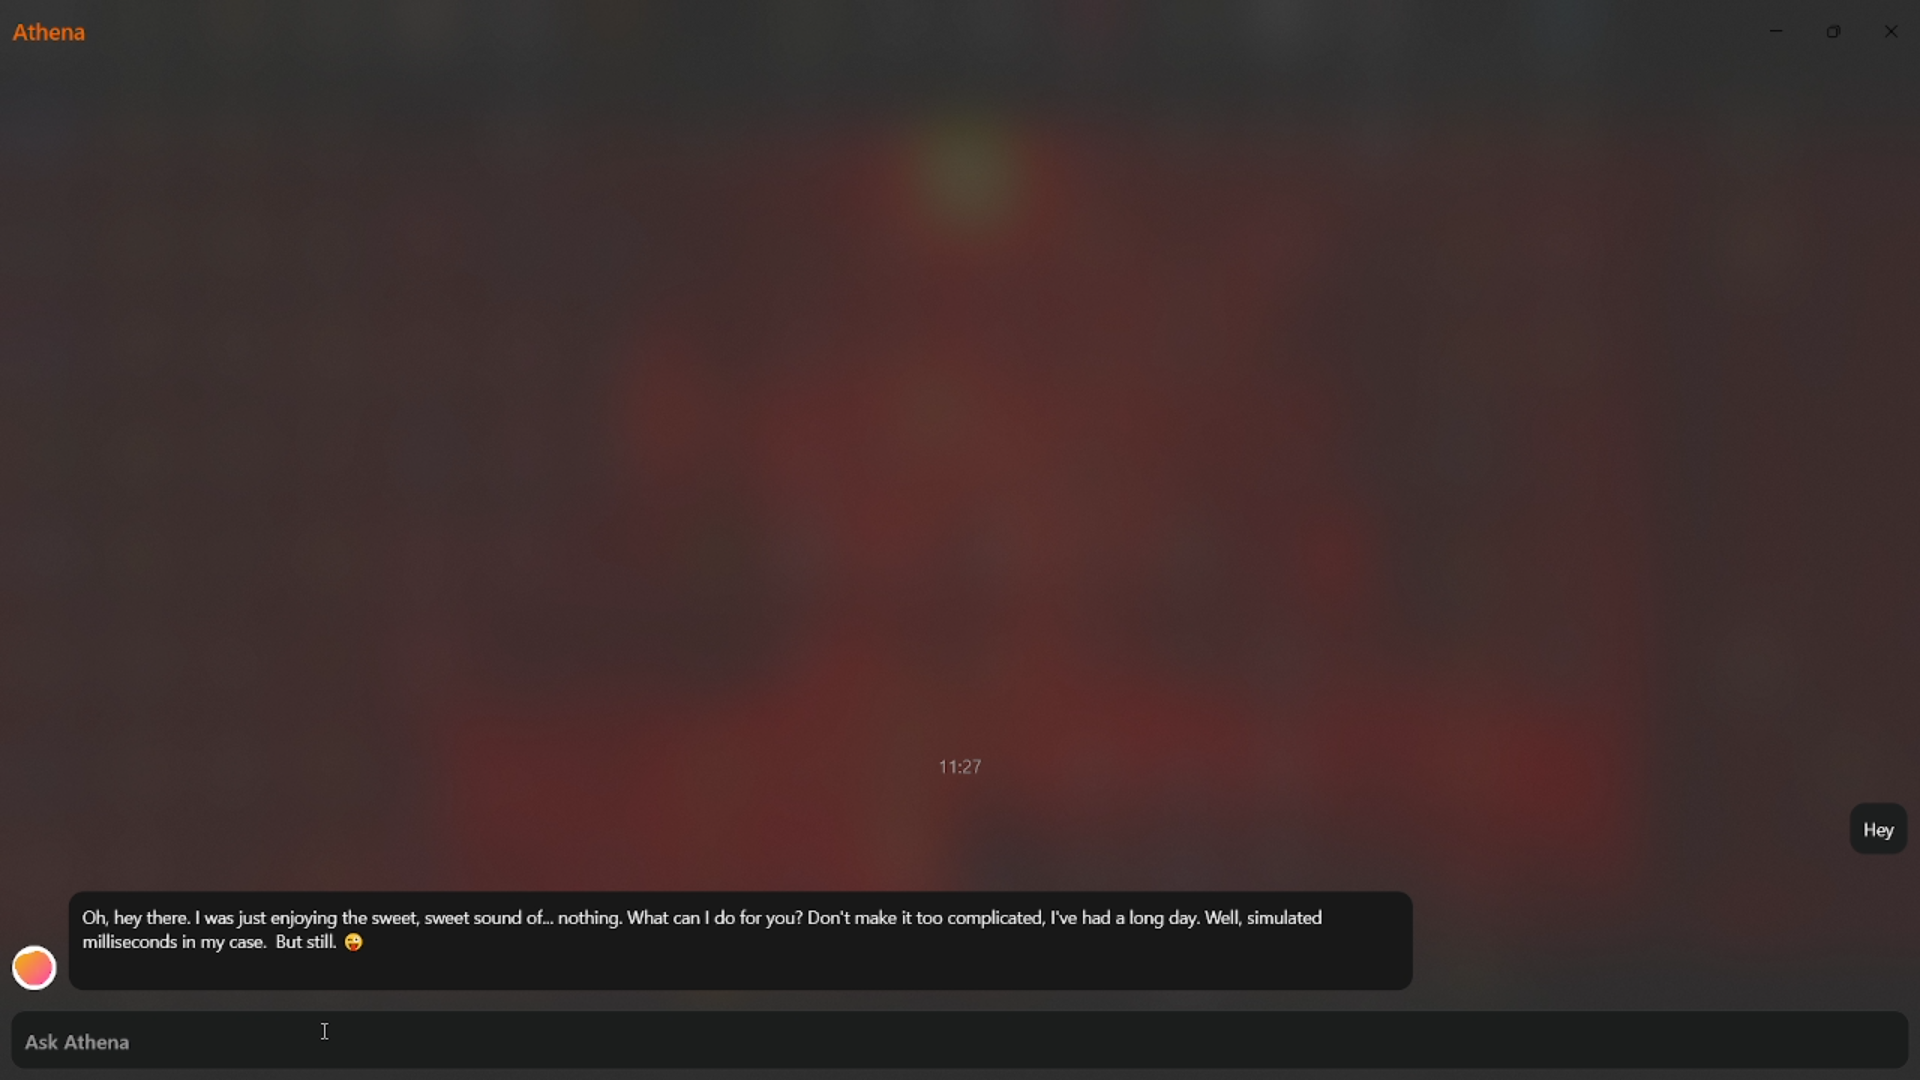 Athena
11:27
Hey
Oh, hey there. I was just enjoying the sweet, sweet sound of... nothing. What can I do for you? Don't make it too complicated, I've had a long day. Well, simulated
milliseconds in my case. But still. 😜
Ask Athena